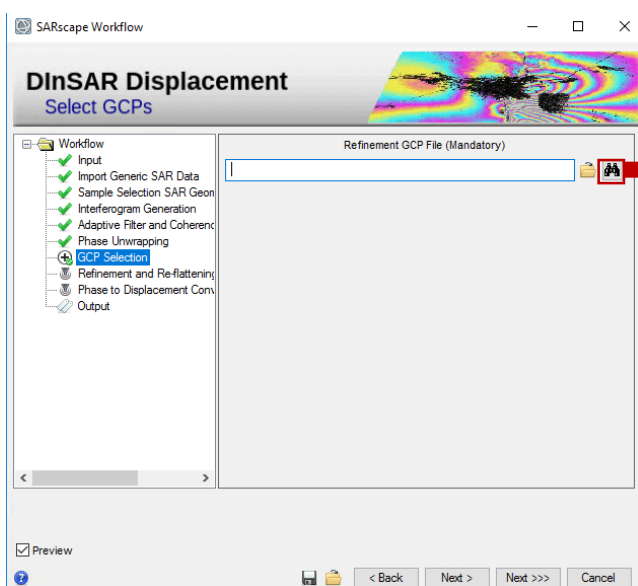 SARscape Workflow
DInSAR Displacement
Select GCPs
Workflow
Input
Import Generic SAR Data
Sample Selection SAR Geon
Interferogram Generation
Adaptive Filter and Coherenc
Phase Unwrapping
GCP Selection
Refinement and Re-flattening
Phase to Displacement Conv
Output
Refinement GCP File (Mandatory)
Preview
< Back
Next >
Next >>>
Cancel